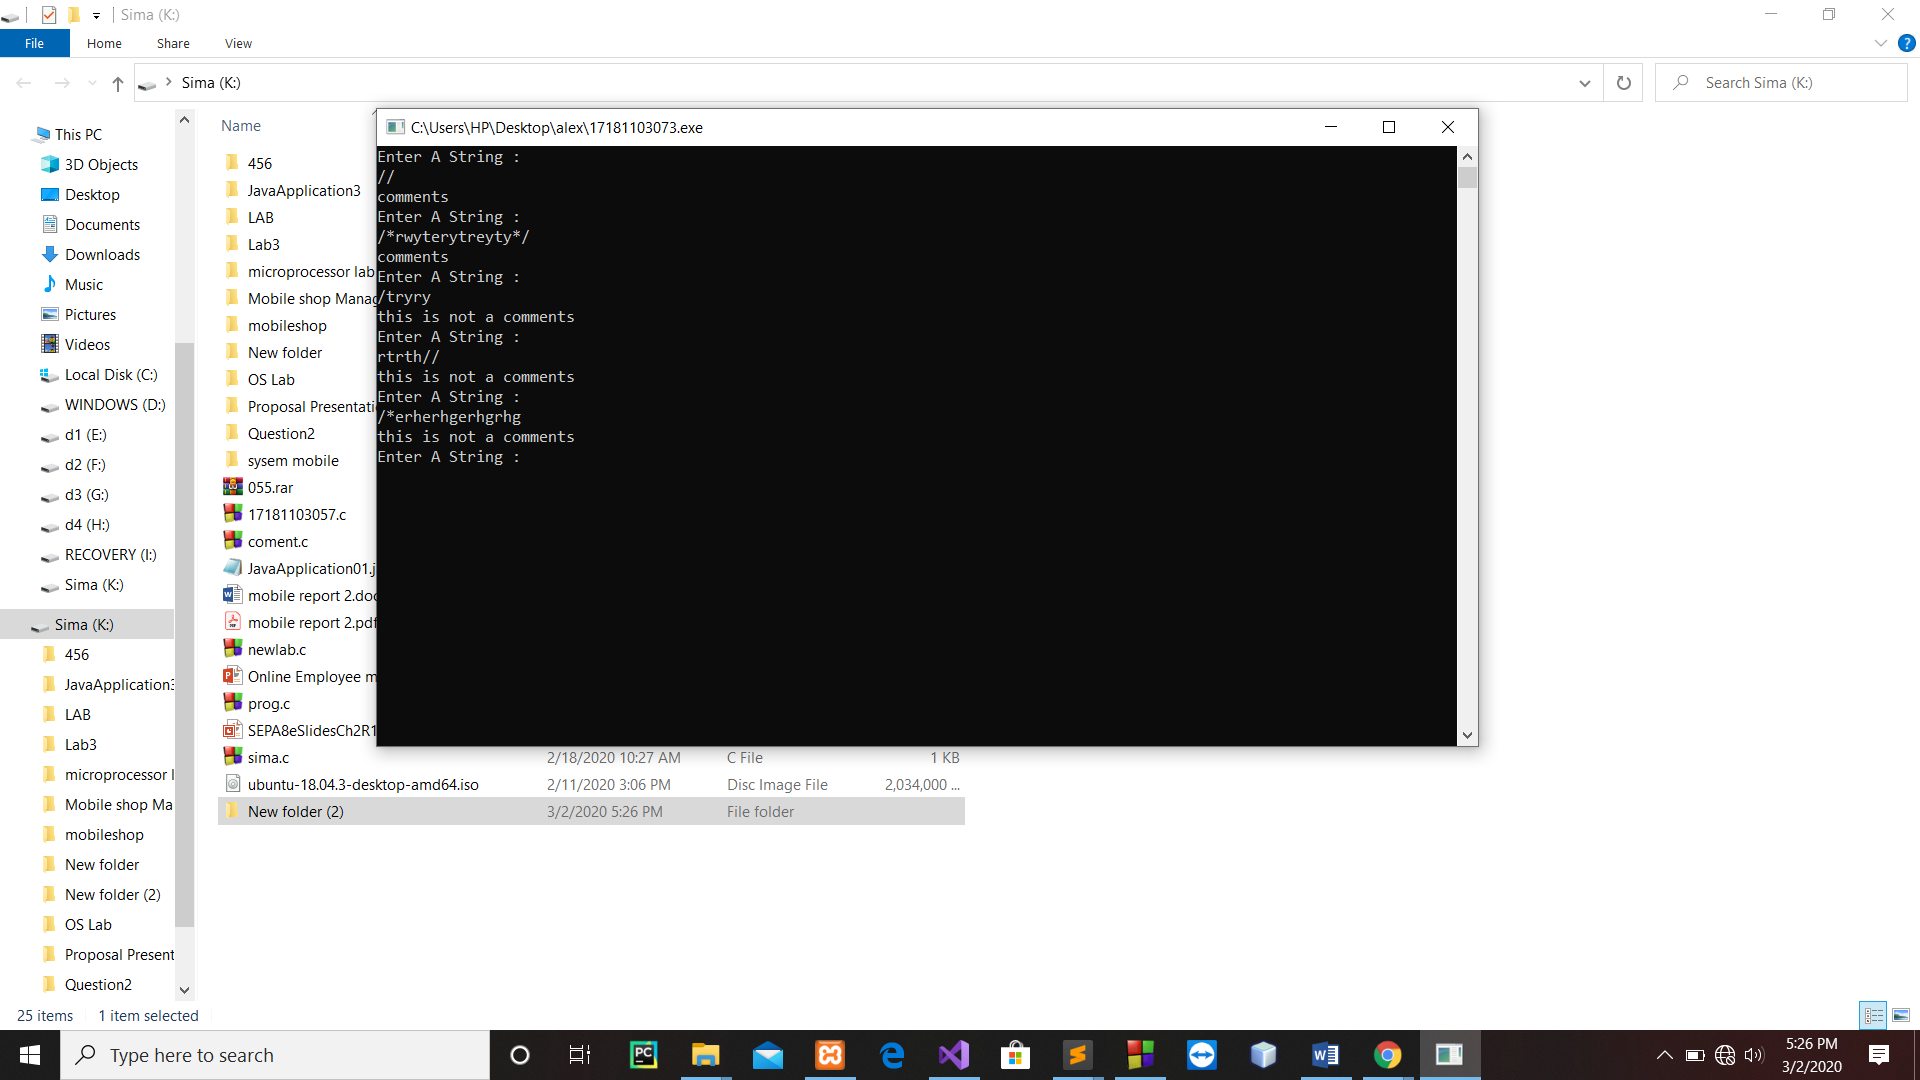 Sima (K:)
File
Home
Share
View
Sima (K:)
Search Sima (K:)
This PC
3D Objects
Desktop
Documents
Downloads
Music
Pictures
Videos
Local Disk (C:)
WINDOWS (D:)
d1 (E:)
d2 (F:)
d3 (G:)
d4 (H:)
RECOVERY (I:)
Sima (K:)
Sima (K:)
456
JavaApplication3
LAB
Lab3
microprocessor l
Mobile shop Ma
mobileshop
New folder
New folder (2)
OS Lab
Proposal Present
Question2
Name
456
JavaApplication3
LAB
Lab3
microprocessor lab
Mobile shop Manag
mobileshop
New folder
OS Lab
Proposal Presentati
Question2
sysem mobile
055.rar
17181103057.c
coment.c
JavaApplication01.j
mobile report 2.doc
mobile report 2.pdf
newlab.c
Online Employee m
prog.c
SEPA8eSlidesCh2R1
sima.c 2/18/2020 10:27 AM C File 1 KB
ubuntu-18.04.3-desktop-amd64.iso 2/11/2020 3:06 PM Disc Image File 2,034,000 ...
New folder (2) 3/2/2020 5:26 PM File folder
C:\Users\HP\Desktop\alex\17181103073.exe
Enter A String :
//
comments
Enter A String :
/*rwyterytreyty*/
comments
Enter A String :
/tryry
this is not a comments
Enter A String :
rtrth//
this is not a comments
Enter A String :
/*erherhgerhgrhg
this is not a comments
Enter A String :
25 items 1 item selected
Type here to search
5:26 PM
3/2/2020